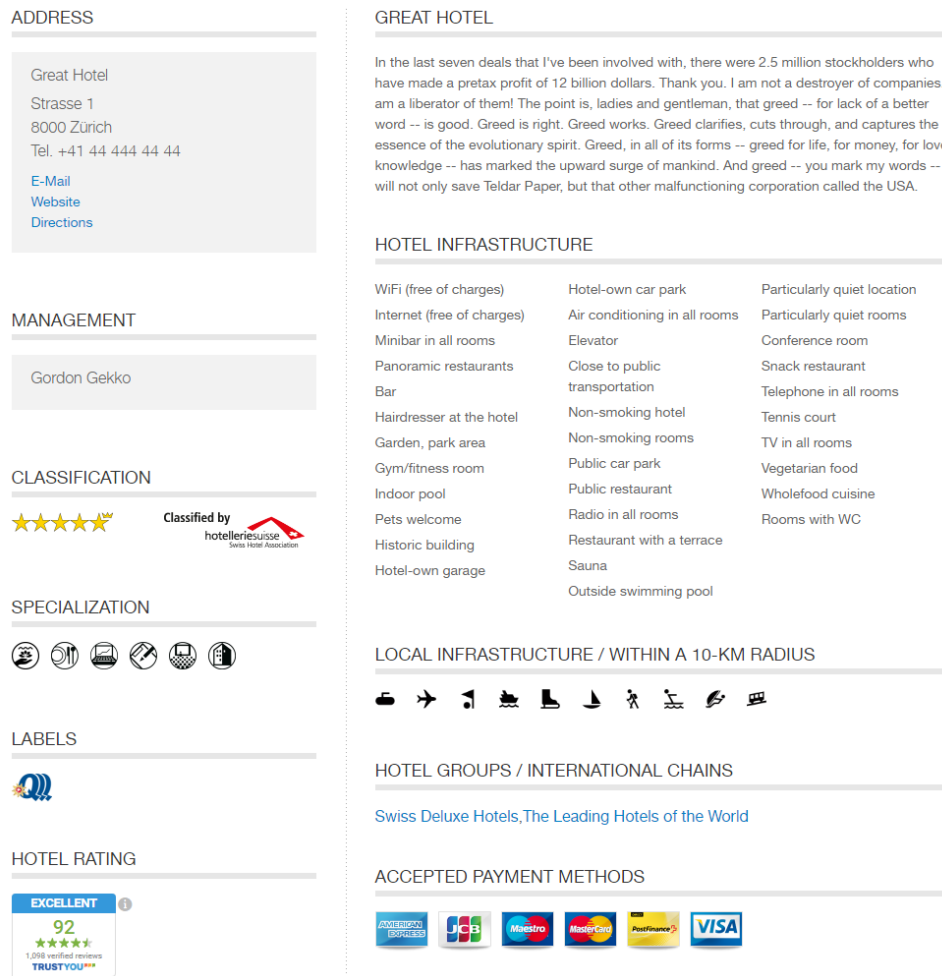 ADDRESS
Great Hotel
Strasse 1
8000 Zürich
Tel. +41 44 444 44 44
E-Mail
Website
Directions
MANAGEMENT
Gordon Gekko
CLASSIFICATION
Classified by
hotelleriesuisse
Swiss Hotel Association
SPECIALIZATION
LABELS
QQQ
HOTEL RATING
EXCELLENT
92
1,098 verified reviews
TRUSTYOU
GREAT HOTEL
In the last seven deals that I've been involved with, there were 2.5 million stockholders who
have made a pretax profit of 12 billion dollars. Thank you. I am not a destroyer of companies
am a liberator of them! The point is, ladies and gentleman, that greed -- for lack of a better
word -- is good. Greed is right. Greed works. Greed clarifies, cuts through, and captures the
essence of the evolutionary spirit. Greed, in all of its forms -- greed for life, for money, for lov
knowledge -- has marked the upward surge of mankind. And greed -- you mark my words --
will not only save Teldar Paper, but that other malfunctioning corporation called the USA.
HOTEL INFRASTRUCTURE
WiFi (free of charges)
Internet (free of charges)
Minibar in all rooms
Panoramic restaurants
Bar
Hairdresser at the hotel
Garden, park area
Gym/fitness room
Indoor pool
Pets welcome
Historic building
Hotel-own garage
Hotel-own car park
Air conditioning in all rooms
Elevator
Close to public
transportation
Non-smoking hotel
Non-smoking rooms
Public car park
Public restaurant
Radio in all rooms
Restaurant with a terrace
Sauna
Outside swimming pool
Particularly quiet location
Particularly quiet rooms
Conference room
Snack restaurant
Telephone in all rooms
Tennis court
TV in all rooms
Vegetarian food
Wholefood cuisine
Rooms with WC
LOCAL INFRASTRUCTURE / WITHIN A 10-KM RADIUS
HOTEL GROUPS / INTERNATIONAL CHAINS
Swiss Deluxe Hotels,The Leading Hotels of the World
ACCEPTED PAYMENT METHODS
AMERICAN EXPRESS
JCB
Maestro
MasterCard
PostFinance
VISA